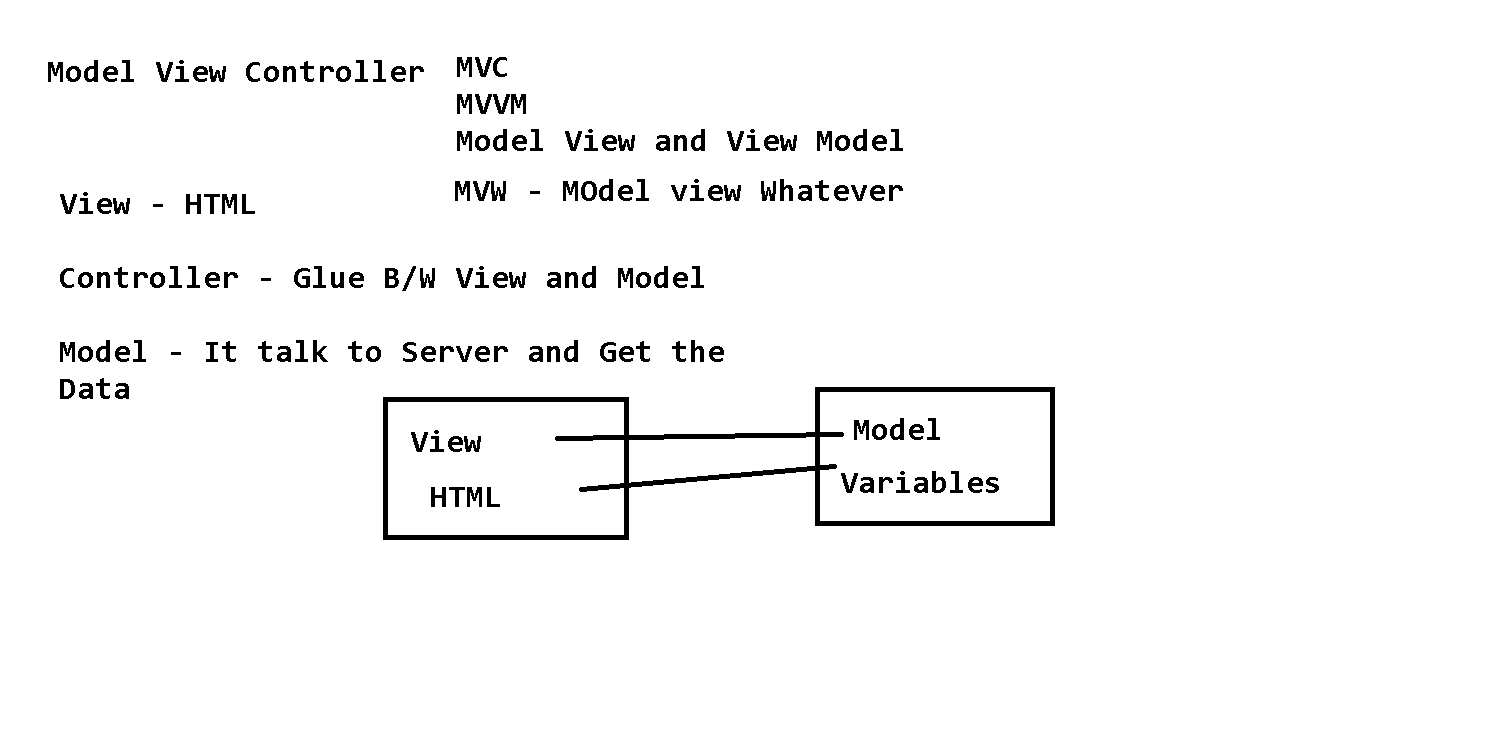 Model View Controller
MVC
MVVM
Model View and View Model
MVW - MOdel view Whatever
View - HTML
Controller - Glue B/W View and Model
Model - It talk to Server and Get the
Data
View
HTML
Model
Variables